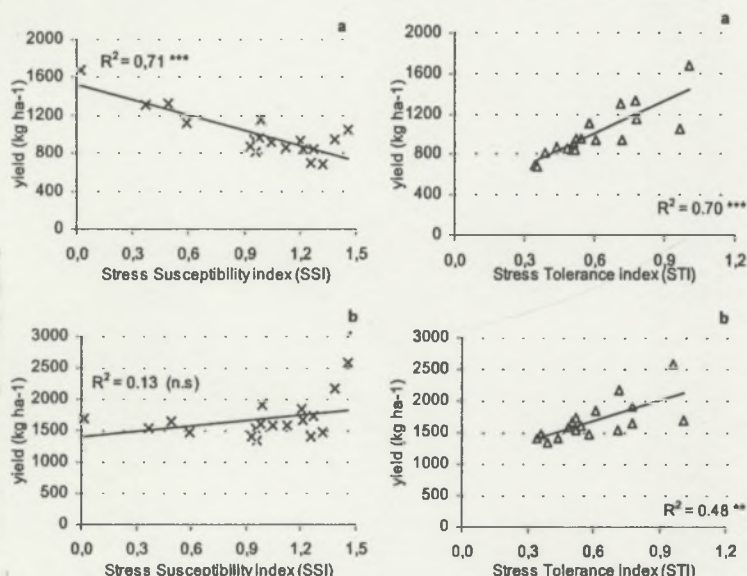 a
2000
1600
1200
800
400
0
yield (kg ha-1)
R² = 0,71 ***
0,0 0,3 0,6 0,9 1,2 1,5
Stress Susceptibility index (SSI)
a
2000
1600
1200
800
400
0
yield (kg ha-1)
R² = 0.70 ***
0,0 0,3 0,6 0,9 1,2
Stress Tolerance index (STI)
b
3000
2500
2000
1500
1000
500
0
yield (kg ha-1)
R² = 0.13 (n.s)
0,0 0,3 0,6 0,9 1,2 1,5
Stress Susceptibility index (SSI)
b
3000
2500
2000
1500
1000
500
0
yield (kg ha-1)
R² = 0.48 **
0,0 0,3 0,6 0,9 1,2
Stress Tolerance index (STI)